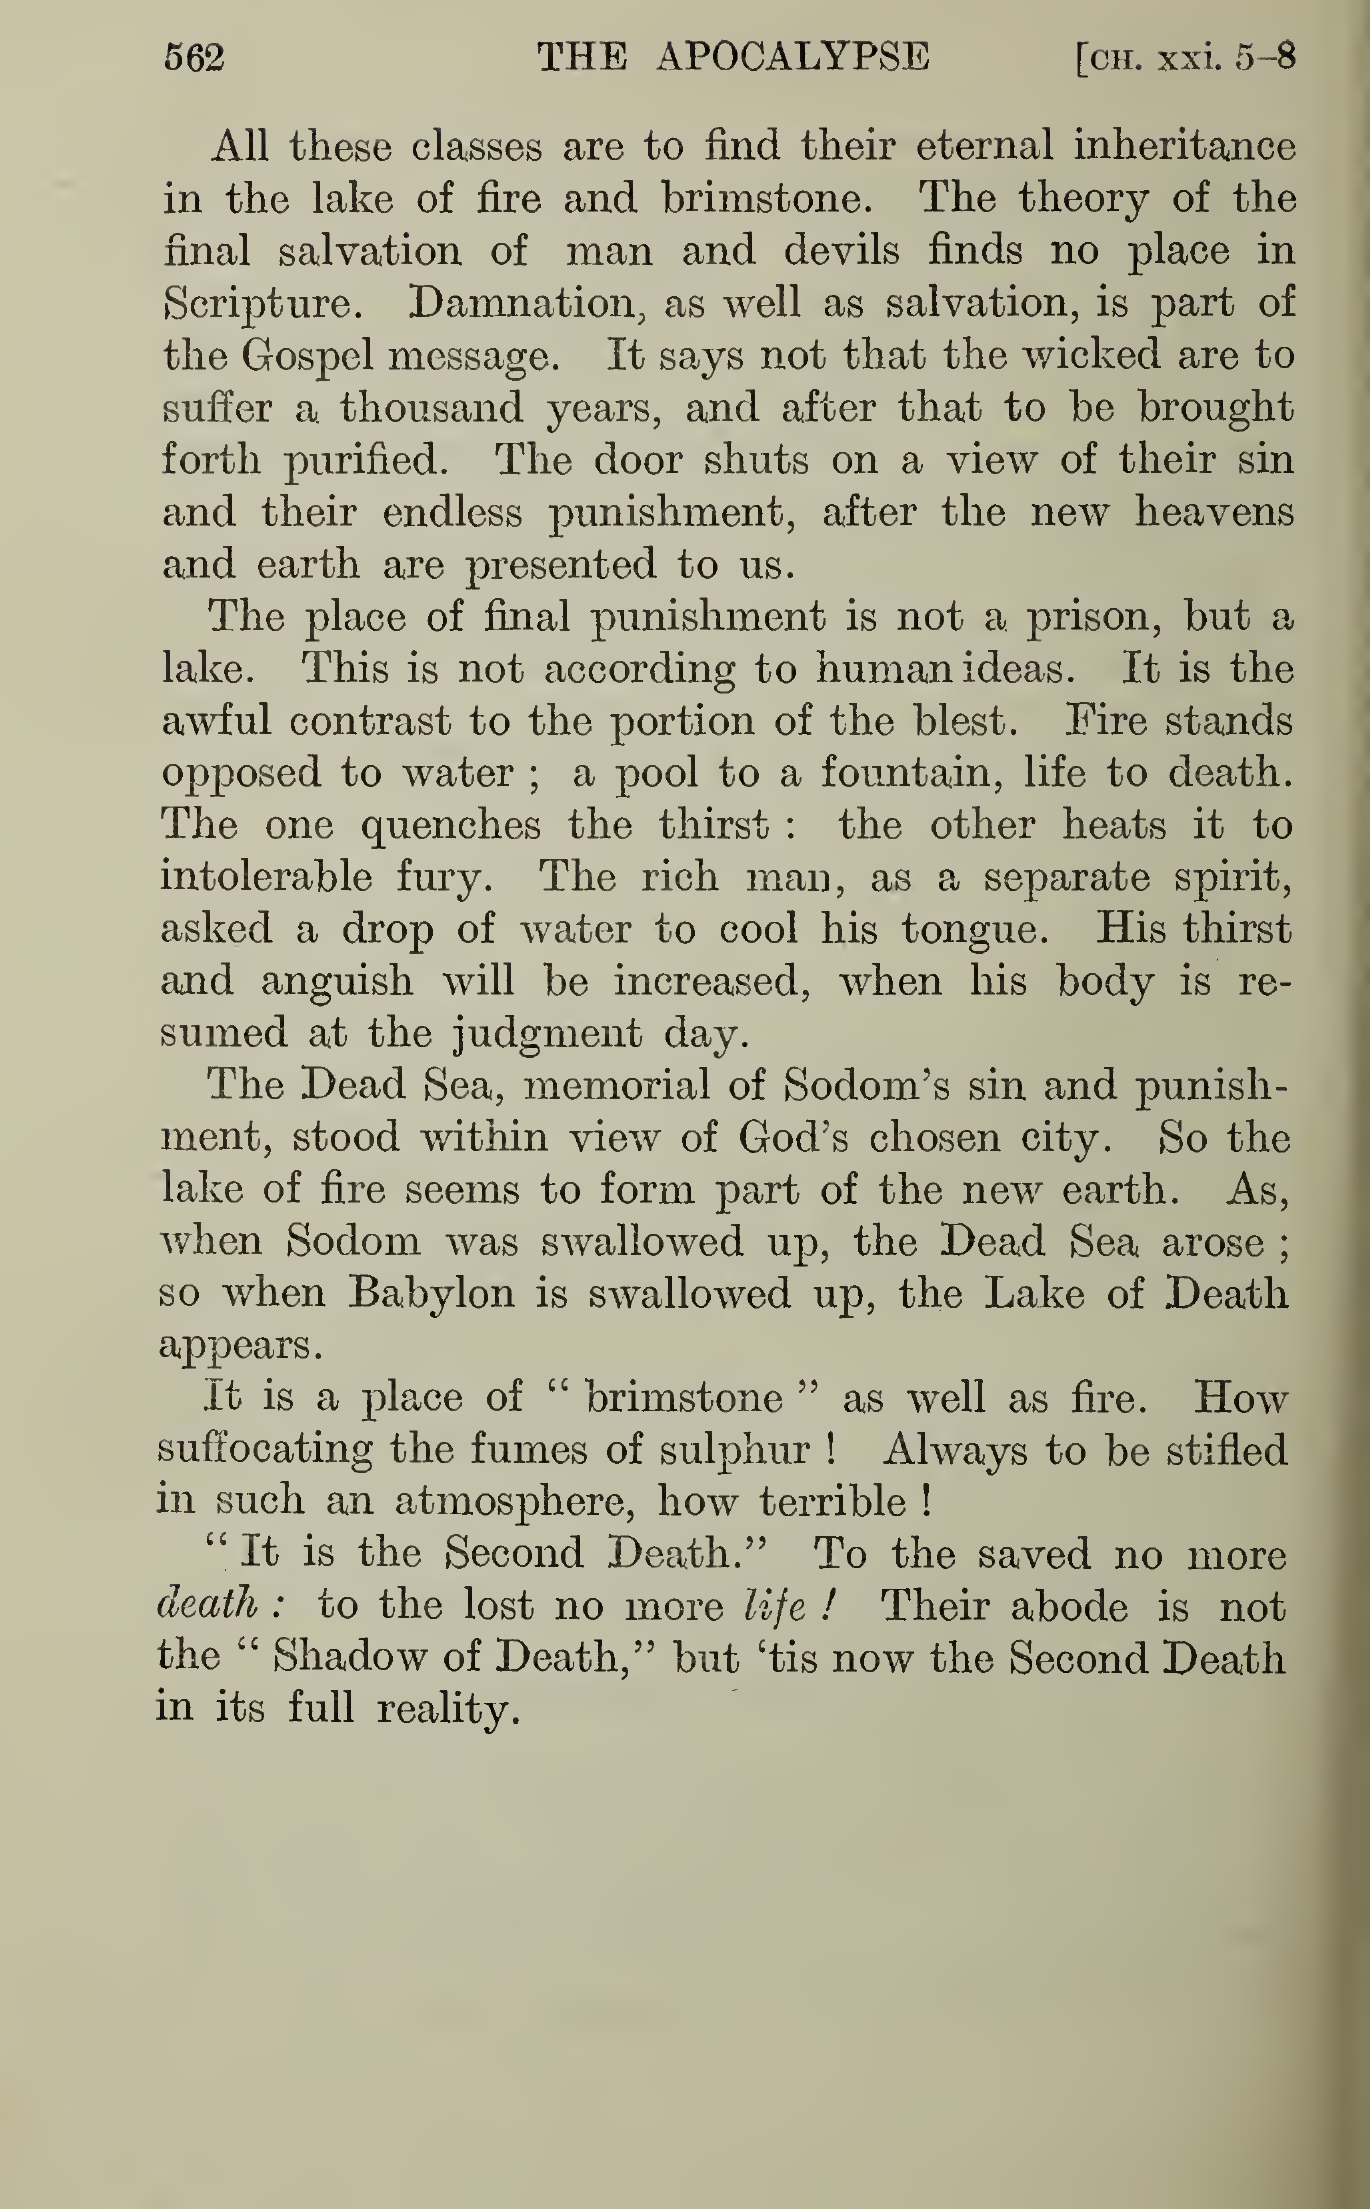 562 THE APOCALYPSE [CH. xxi. 5–8
All these classes are to find their eternal inheritance
in the lake of fire and brimstone. The theory of the
final salvation of man and devils finds no place in
Scripture. Damnation, as well as salvation, is part of
the Gospel message. It says not that the wicked are to
suffer a thousand years, and after that to be brought
forth purified. The door shuts on a view of their sin
and their endless punishment, after the new heavens
and earth are presented to us.
The place of final punishment is not a prison, but a
lake. This is not according to human ideas. It is the
awful contrast to the portion of the blest. Fire stands
opposed to water ; a pool to a fountain, life to death.
The one quenches the thirst : the other heats it to
intolerable fury. The rich man, as a separate spirit,
asked a drop of water to cool his tongue. His thirst
and anguish will be increased, when his body is re-
sumed at the judgment day.
The Dead Sea, memorial of Sodom's sin and punish-
ment, stood within view of God's chosen city. So the
lake of fire seems to form part of the new earth. As,
when Sodom was swallowed up, the Dead Sea arose ;
so when Babylon is swallowed up, the Lake of Death
appears.
It is a place of “ brimstone ” as well as fire. How
suffocating the fumes of sulphur ! Always to be stifled
in such an atmosphere, how terrible !
“ It is the Second Death.” To the saved no more
death : to the lost no more life ! Their abode is not
the “ Shadow of Death,” but ‘tis now the Second Death
in its full reality.